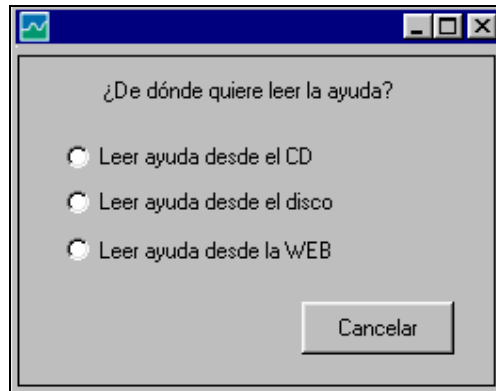 ¿De dónde quiere leer la ayuda?
Leer ayuda desde el CD
Leer ayuda desde el disco
Leer ayuda desde la WEB
Cancelar